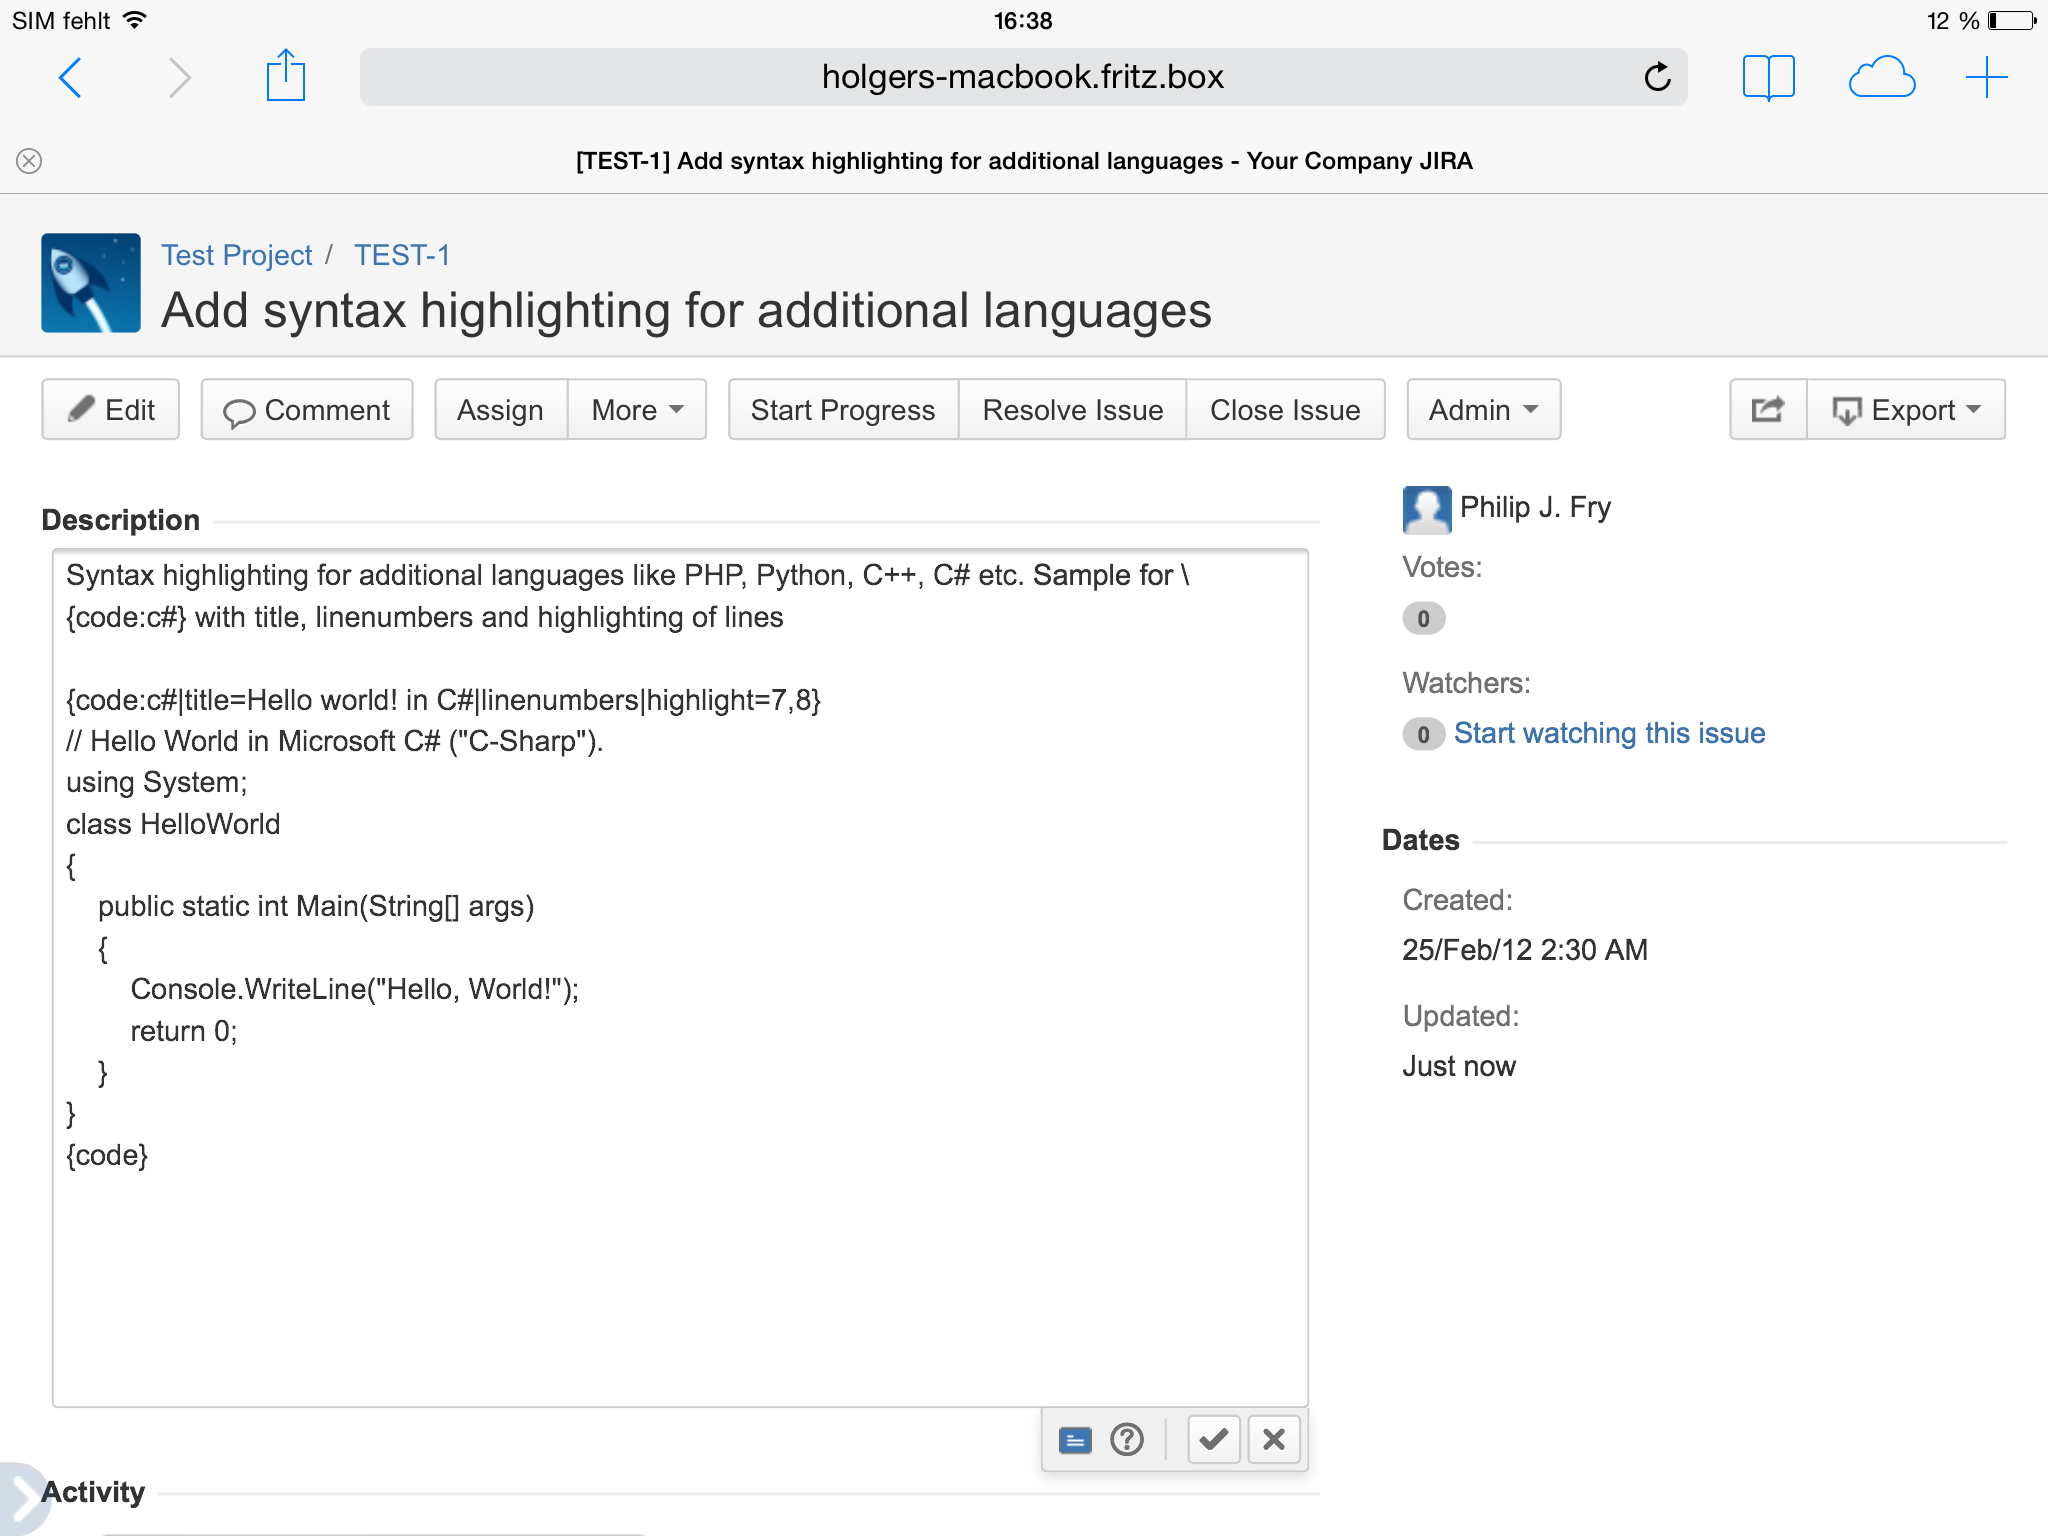 SIM fehlt 16:38 12 %
holgers-macbook.fritz.box
[TEST-1] Add syntax highlighting for additional languages - Your Company JIRA
Test Project / TEST-1
Add syntax highlighting for additional languages
Edit Comment Assign More Start Progress Resolve Issue Close Issue Admin Export
Description
Syntax highlighting for additional languages like PHP, Python, C++, C# etc. Sample for \
{code:c#} with title, linenumbers and highlighting of lines
{code:c#|title=Hello world! in C#|linenumbers|highlight=7,8}
// Hello World in Microsoft C# ("C-Sharp").
using System;
class HelloWorld
{
public static int Main(String[] args)
{
Console.WriteLine("Hello, World!");
return 0;
}
}
{code}
Philip J. Fry
Votes:
0
Watchers:
0 Start watching this issue
Dates
Created:
25/Feb/12 2:30 AM
Updated:
Just now
Activity